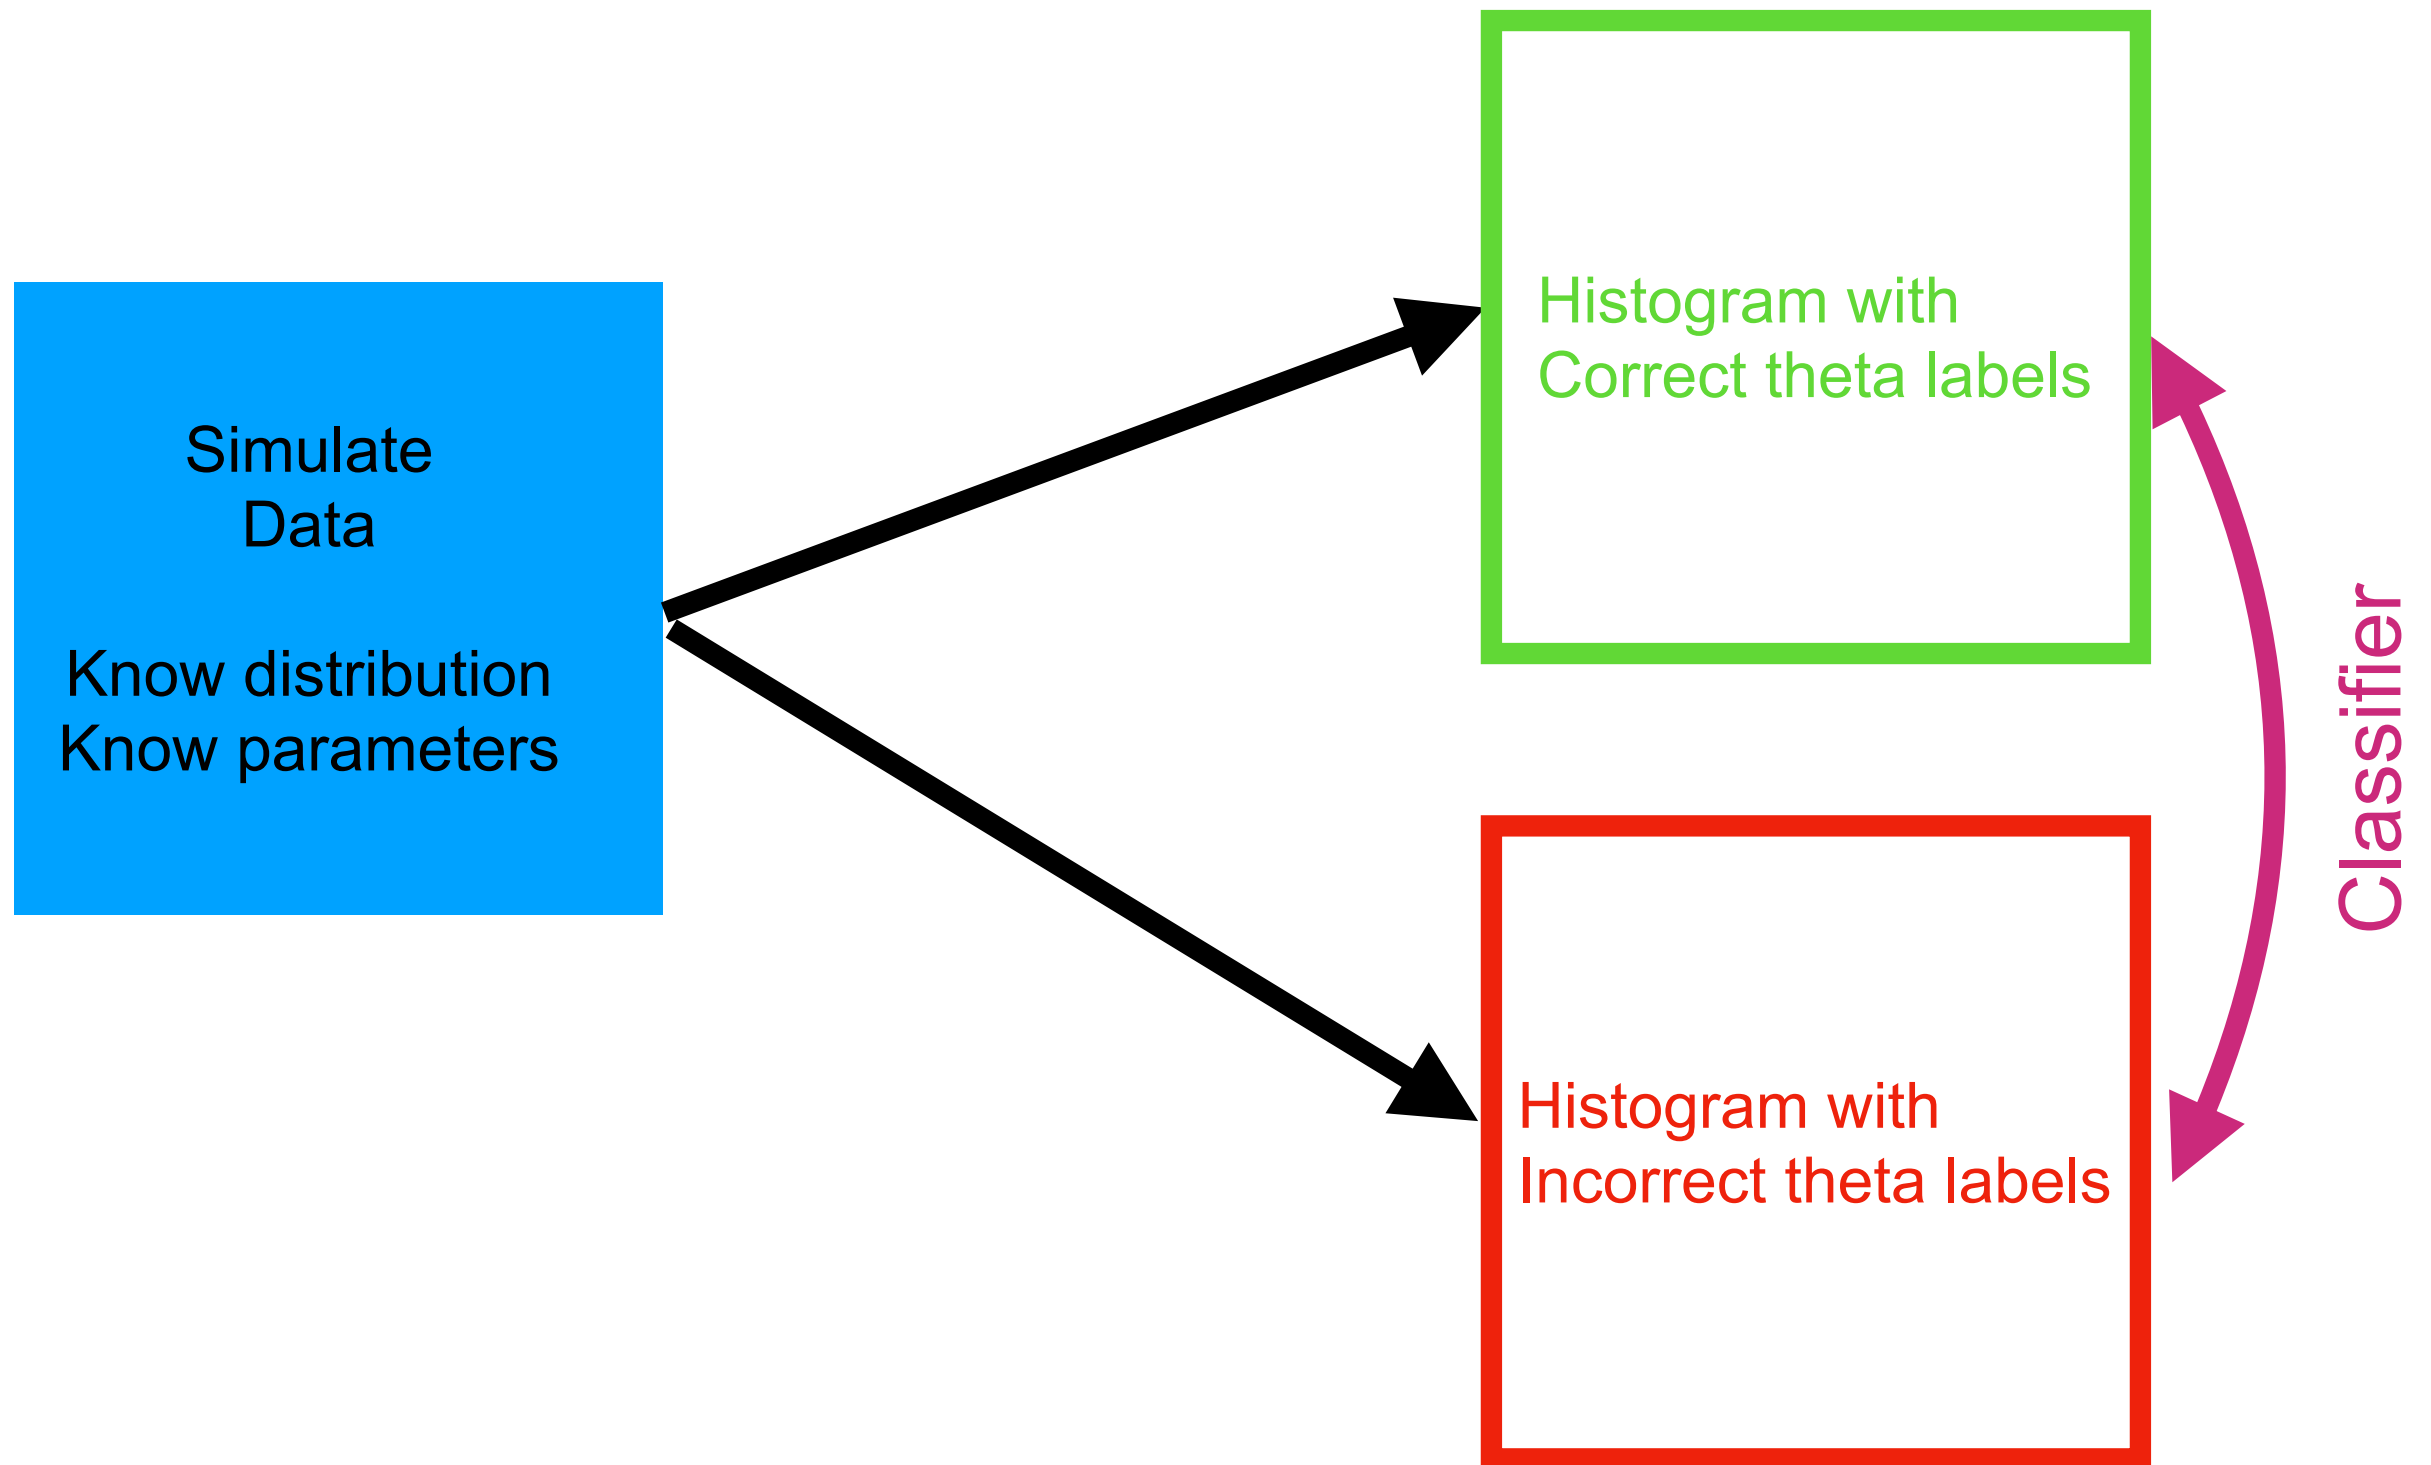 Simulate
Data
Know distribution
Know parameters
Histogram with
Correct theta labels
Histogram with
Incorrect theta labels
Classifier